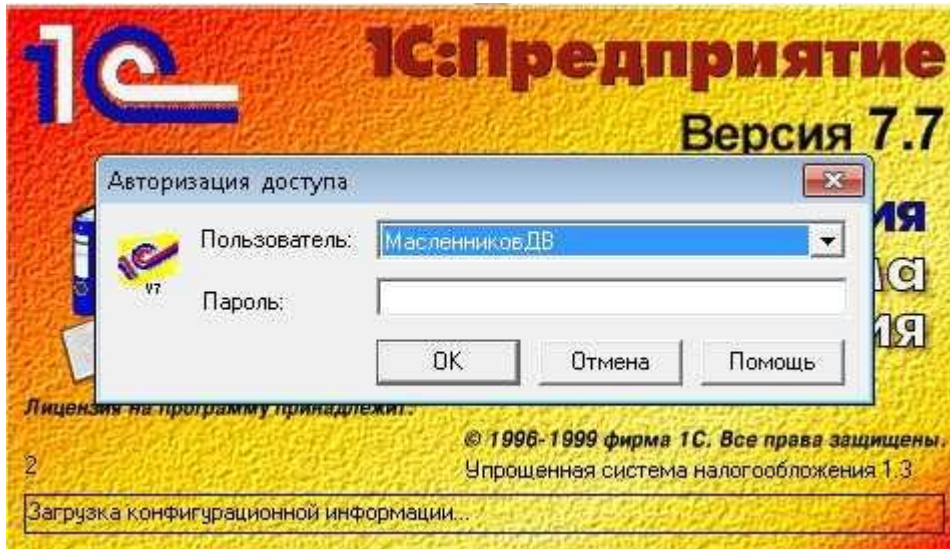 1С
1С:Предприятие
Версия 7.7
Авторизация доступа
Пользователь: МасленниковДВ
V7
Пароль:
OK Отмена Помощь
Лицензия на программу принадлежит:
© 1996-1999 фирма 1С. Все права защищены.
2
Упрощенная система налогообложения 1.3
Загрузка конфигурационной информации...